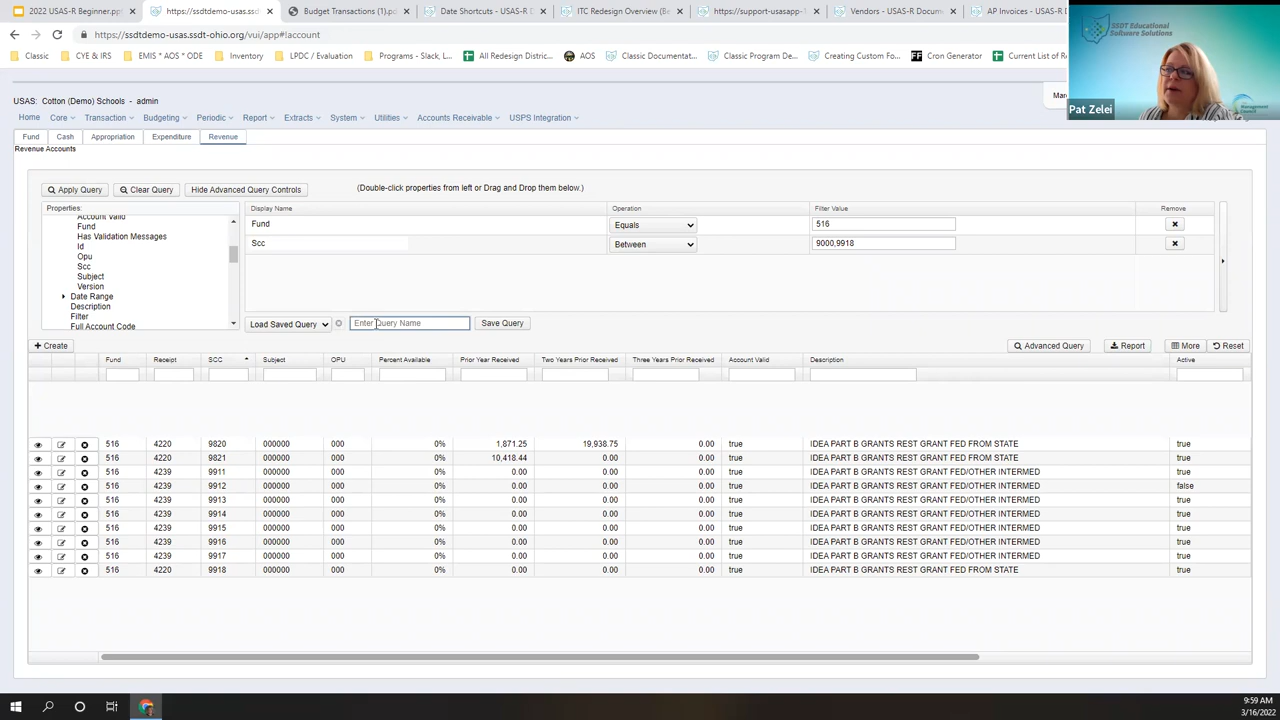 2022 USAS-R Beginner.pptx
https://ssdtdemo-usas.ssdt-
Budget Transactions (1).pd
Date Shortcuts - USAS-R D
ITC Redesign Overview (B
https://support-usasapp-
Vendors - USAS-R Docum
AP Invoices - USAS-R D
https://ssdtdemo-usas.ssdt-ohio.org/vui/app#!account
Classic
CYE & IRS
EMIS * AOS * ODE
Inventory
LPDC / Evaluation
Programs - Slack, L...
All Redesign Distric...
AOS
Classic Documentat...
Classic Program De...
Creating Custom Fo...
Cron Generator
Current List of Re
SSDT Educational
Software Solutions
Management
Council
Pat Zelei
USAS: Cotton (Demo) Schools - admin
Home Core Transaction Budgeting Periodic Report Extracts System Utilities Accounts Receivable USPS Integration
Fund Cash Appropriation Expenditure Revenue
Revenue Accounts
Apply Query Clear Query Hide Advanced Query Controls (Double-click properties from left or Drag and Drop them below.)
Properties: Display Name Operation Filter Value Remove
Account Valid
Fund
Has Validation Messages
Id
Opu
Scc
Subject
Version
Date Range
Description
Filter
Full Account Code
Fund Equals 516
Scc Between 9000,9918
Load Saved Query Enter Query Name Save Query
Create Advanced Query Report More Reset
Fund Receipt SCC Subject OPU Percent Available Prior Year Received Two Years Prior Received Three Years Prior Received Account Valid Description Active
516 4220 9820 000000 000 0% 1,871.25 19,938.75 0.00 true IDEA PART B GRANTS REST GRANT FED FROM STATE true
516 4220 9821 000000 000 0% 10,418.44 0.00 0.00 true IDEA PART B GRANTS REST GRANT FED FROM STATE true
516 4239 9911 000000 000 0% 0.00 0.00 0.00 true IDEA PART B GRANTS REST GRANT FED/OTHER INTERMED true
516 4239 9912 000000 000 0% 0.00 0.00 0.00 true IDEA PART B GRANTS REST GRANT FED/OTHER INTERMED false
516 4239 9913 000000 000 0% 0.00 0.00 0.00 true IDEA PART B GRANTS REST GRANT FED/OTHER INTERMED true
516 4239 9914 000000 000 0% 0.00 0.00 0.00 true IDEA PART B GRANTS REST GRANT FED/OTHER INTERMED true
516 4239 9915 000000 000 0% 0.00 0.00 0.00 true IDEA PART B GRANTS REST GRANT FED/OTHER INTERMED true
516 4239 9916 000000 000 0% 0.00 0.00 0.00 true IDEA PART B GRANTS REST GRANT FED/OTHER INTERMED true
516 4239 9917 000000 000 0% 0.00 0.00 0.00 true IDEA PART B GRANTS REST GRANT FED/OTHER INTERMED true
516 4220 9918 000000 000 0% 0.00 0.00 0.00 true IDEA PART B GRANTS REST GRANT FED FROM STATE true
9:59 AM
3/16/2022